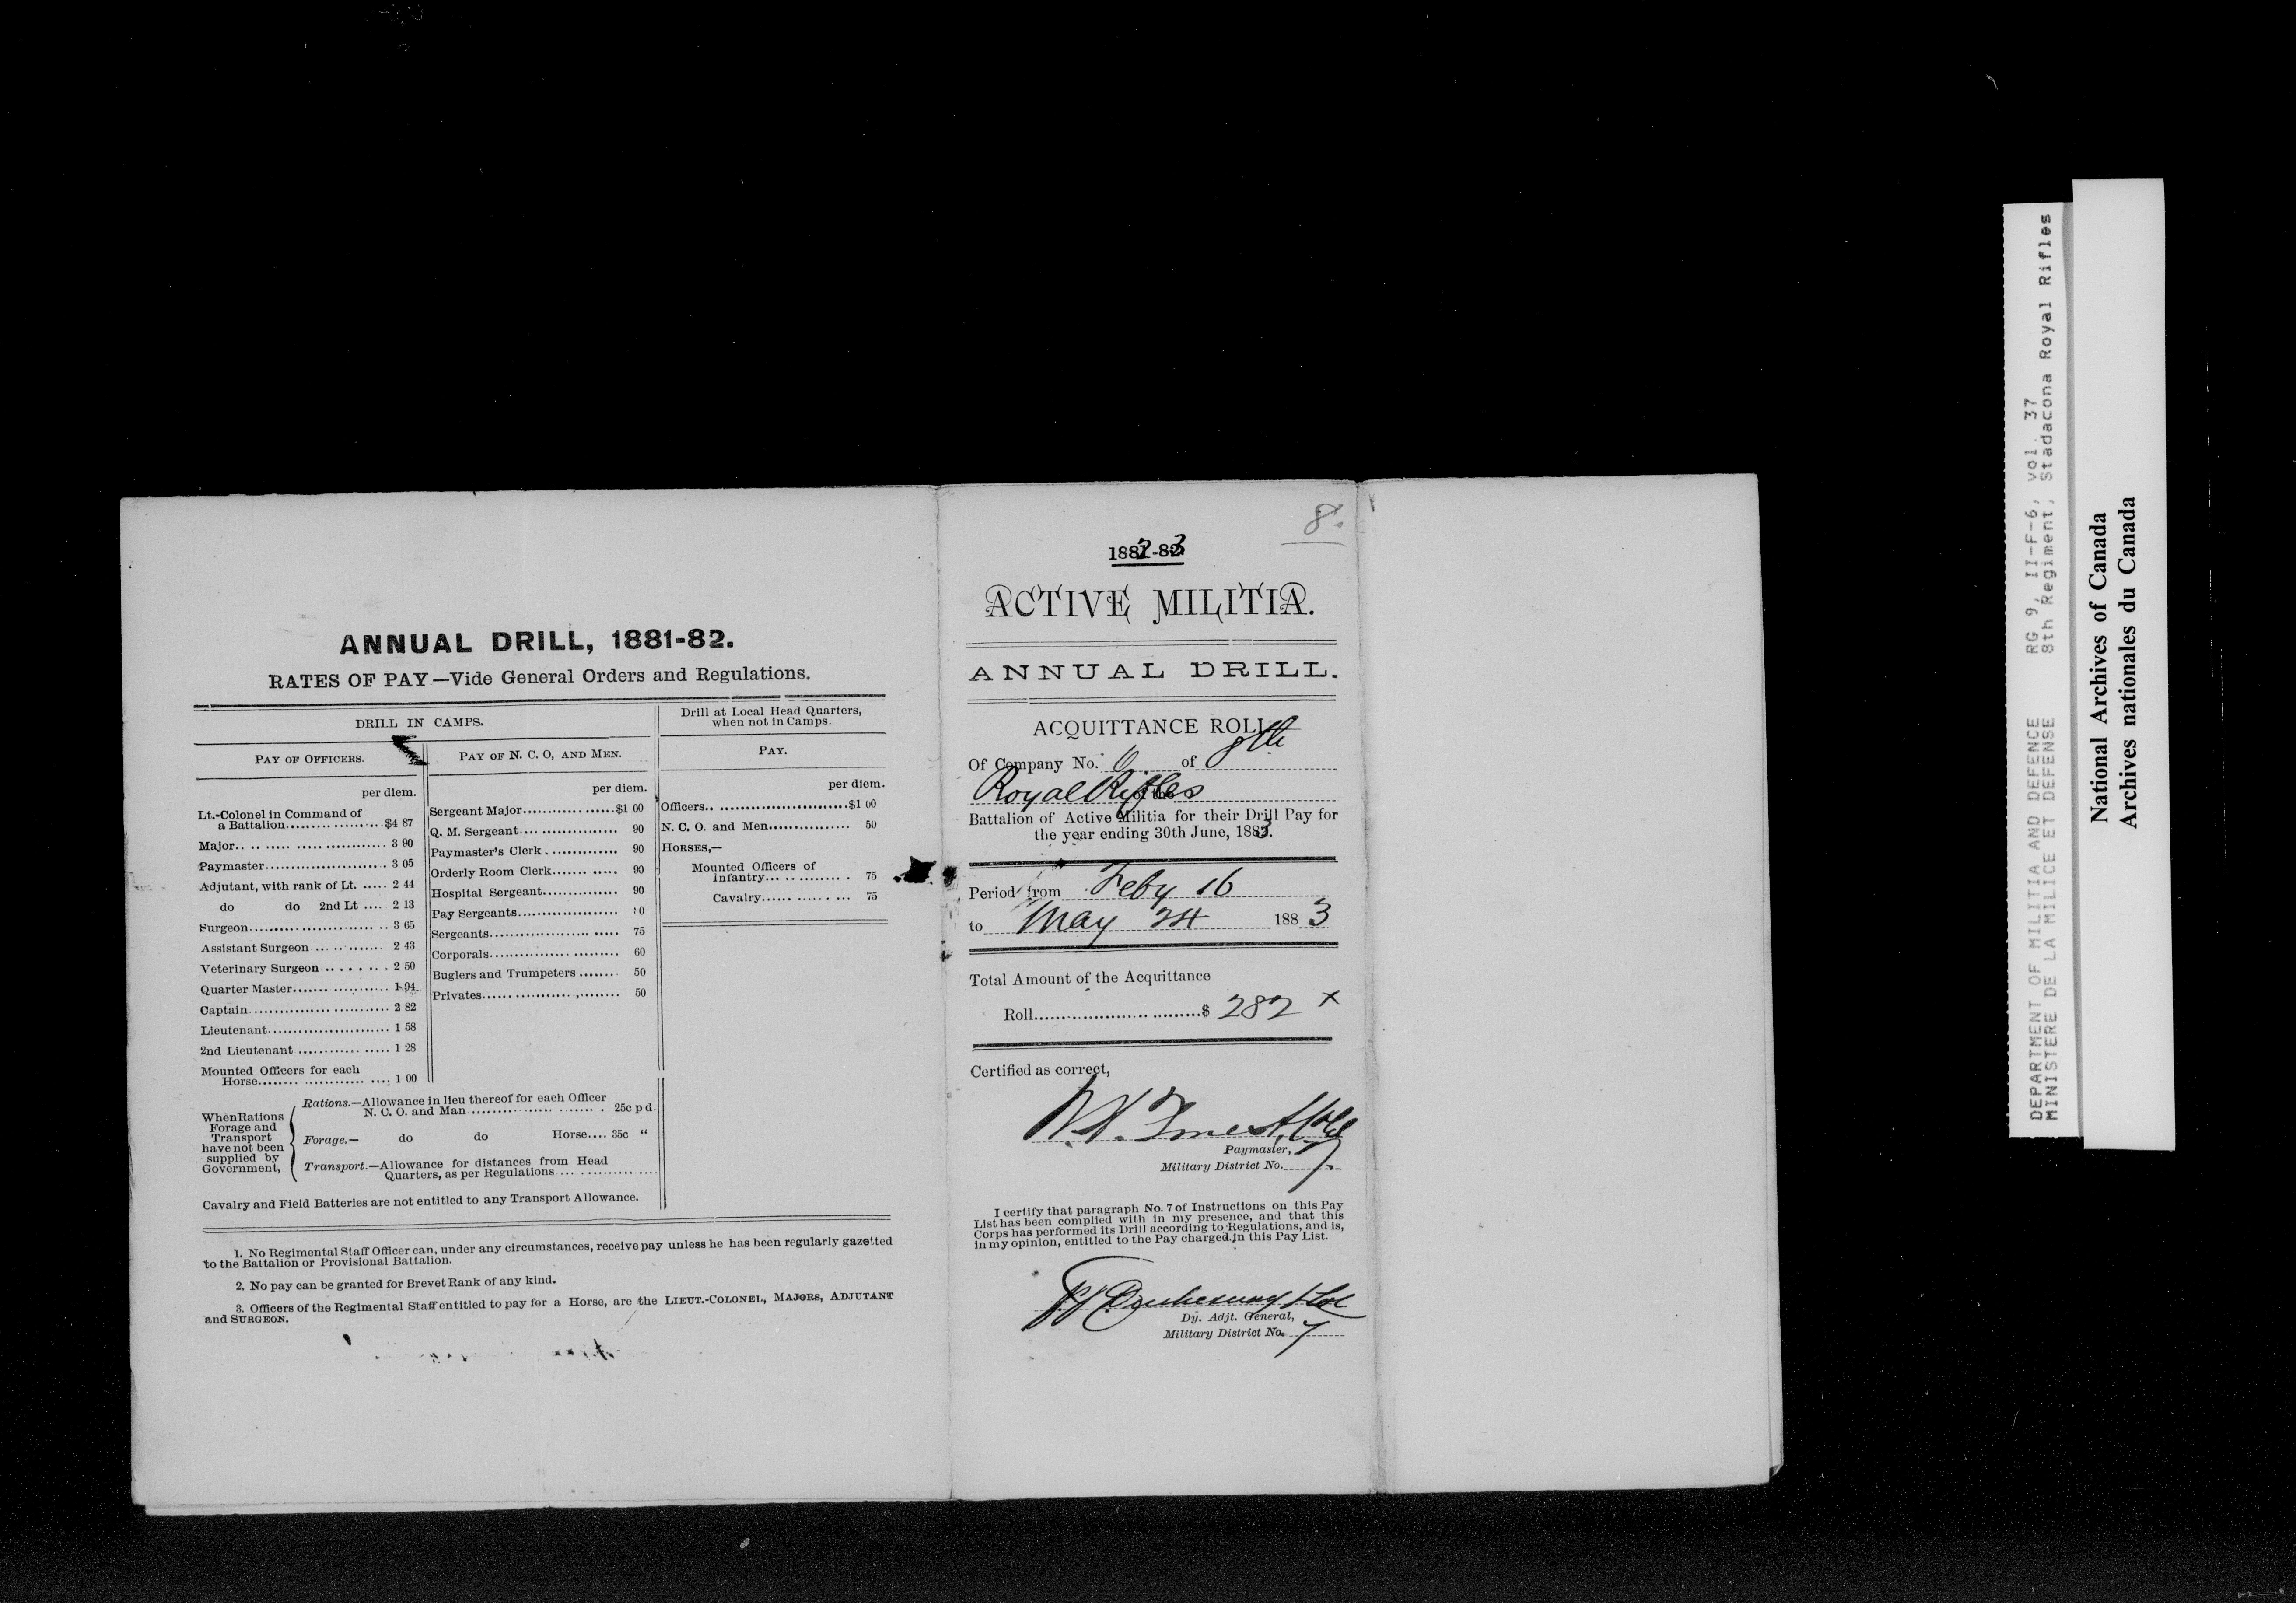 ANNUAL DRILL, 1881-82.
RATES OF PAY—Vide General Orders and Regulations.
DRILL IN CAMPS.
PAY OF OFFICERS.
per diem.
Lt.-Colonel in Command of
a Battalion.................$4 87
Major.....................3 90
Paymaster.....................3 05
Adjutant, with rank of Lt. .....2 44
do do 2nd Lt ....2 13
Surgeon.....................3 65
Assistant Surgeon ............2 43
Veterinary Surgeon ........2 50
Quarter Master.................1 94
Captain.....................2 82
Lieutenant.....................1 58
2nd Lieutenant .................1 28
Mounted Officers for each
Horse.....................1 00
PAY OF N. C. O, AND MEN.
per diem.
Sergeant Major.................$1 00
Q. M. Sergeant.................90
Paymaster's Clerk .............90
Orderly Room Clerk............90
Hospital Sergeant..............90
Pay Sergeants...................
Sergeants.....................75
Corporals.....................60
Buglers and Trumpeters ........50
Privates.....................50
When Rations
Forage and
Transport
have not been
supplied by
Government,
Rations.—Allowance in lieu thereof for each Officer
N. C. O. and Man .....................25c p d.
Forage.— do do Horse.... 35c "
Transport.—Allowance for distances from Head
Quarters, as per Regulations.................
Cavalry and Field Batteries are not entitled to any Transport Allowance.
Drill at Local Head Quarters,
when not in Camps.
PAY.
per diem.
Officers.....................$1 00
N. C. O. and Men................50
HORSES,—
Mounted Officers of
Infantry.................75
Cavalry.................75
1. No Regimental Staff Officer can, under any circumstances, receive pay unless he has been regularly gazetted
to the Battalion or Provisional Battalion.
2. No pay can be granted for Brevet Rank of any kind.
3. Officers of the Regimental Staff entitled to pay for a Horse, are the LIEUT.-COLONEL, MAJORS, ADJUTANT
and SURGEON.
8.
1882-83
ACTIVE MILITIA.
ANNUAL DRILL.
ACQUITTANCE ROLL
Of Company No. 6 of 8th
Royal Rifles of the
Battalion of Active Militia for their Drill Pay for
the year ending 30th June, 1883.
Period from Feby 16
to May 24 1883
Total Amount of the Acquittance
Roll.....................$ 282 x
Certified as correct,
Paymaster,
Military District No. 7.
I certify that paragraph No. 7 of Instructions on this Pay
List has been complied with in my presence, and that this
Corps has performed its Drill according to Regulations, and is,
in my opinion, entitled to the Pay charged in this Pay List.
Dy. Adjt. General,
Military District No. 7
DEPARTMENT OF MILITIA AND DEFENCE RG 9, II-F-6, vol. 37
MINISTERE DE LA MILICE ET DEFENSE 8th Regiment, Stadacona Royal Rifles
National Archives of Canada
Archives nationales du Canada